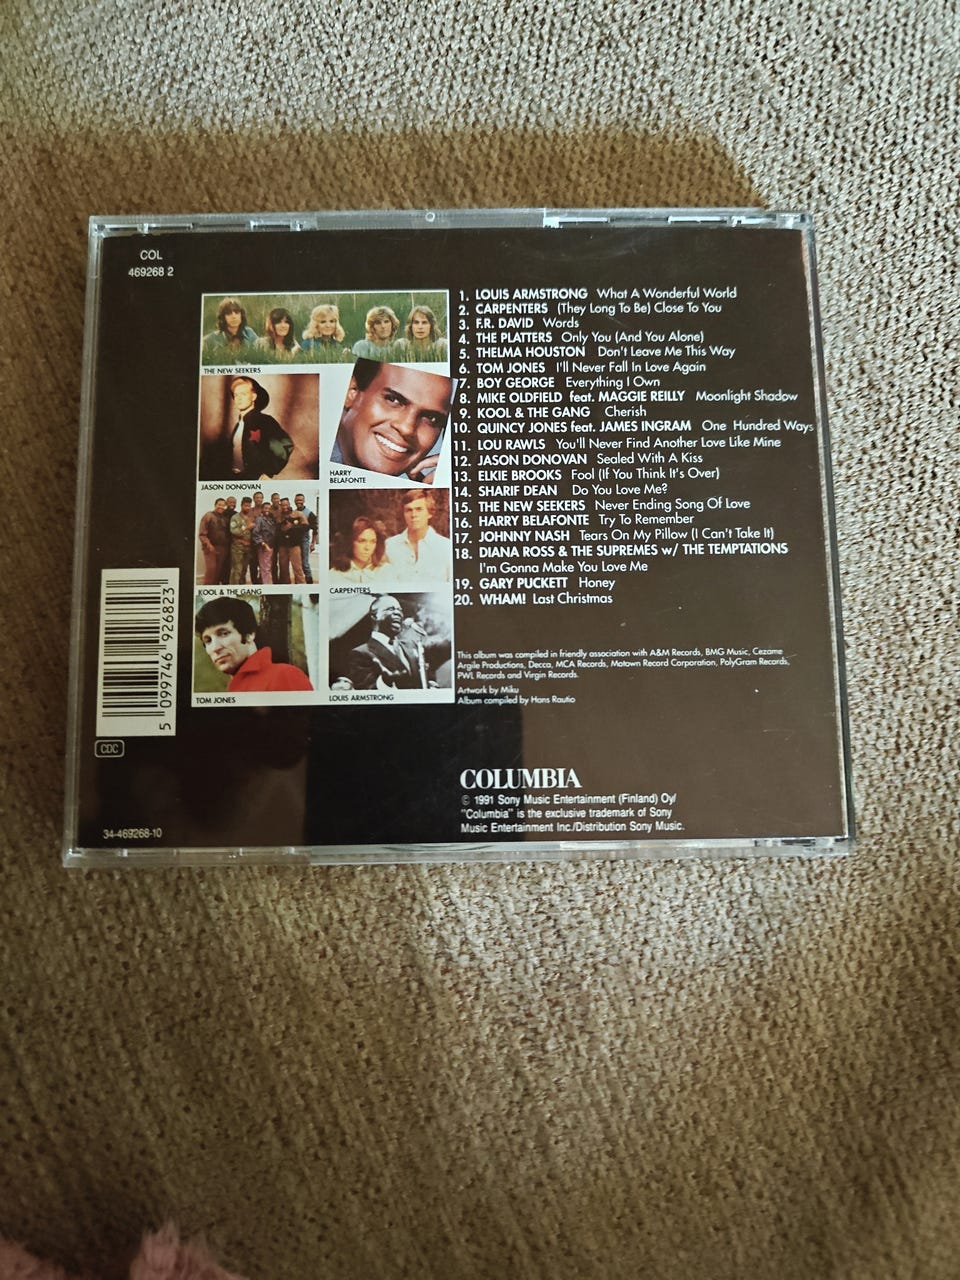 COL
469268 2
THE NEW SEEKERS
JASON DONOVAN
HARRY
BELAFONTE
KOOL & THE GANG
CARPENTERS
TOM JONES
LOUIS ARMSTRONG
1. LOUIS ARMSTRONG What A Wonderful World
2. CARPENTERS (They Long To Be) Close To You
3. F.R. DAVID Words
4. THE PLATTERS Only You (And You Alone)
5. THELMA HOUSTON Don't Leave Me This Way
6. TOM JONES I'll Never Fall In Love Again
7. BOY GEORGE Everything I Own
8. MIKE OLDFIELD feat. MAGGIE REILLY Moonlight Shadow
9. KOOL & THE GANG Cherish
10. QUINCY JONES feat. JAMES INGRAM One Hundred Ways
11. LOU RAWLS You'll Never Find Another Love Like Mine
12. JASON DONOVAN Sealed With A Kiss
13. ELKIE BROOKS Fool (If You Think It's Over)
14. SHARIF DEAN Do You Love Me?
15. THE NEW SEEKERS Never Ending Song Of Love
16. HARRY BELAFONTE Try To Remember
17. JOHNNY NASH Tears On My Pillow (I Can't Take It)
18. DIANA ROSS & THE SUPREMES w/ THE TEMPTATIONS
I'm Gonna Make You Love Me
19. GARY PUCKETT Honey
20. WHAM! Last Christmas
This album was compiled in friendly association with A&M Records, BMG Music, Cezame
Argile Productions, Decca, MCA Records, Motown Record Corporation, PolyGram Records,
PWL Records and Virgin Records.
Artwork by Miku
Album compiled by Hans Rautio
5 099746 926823
CDC
34-469268-10
COLUMBIA
© 1991 Sony Music Entertainment (Finland) Oy/
"Columbia" is the exclusive trademark of Sony
Music Entertainment Inc./Distribution Sony Music.